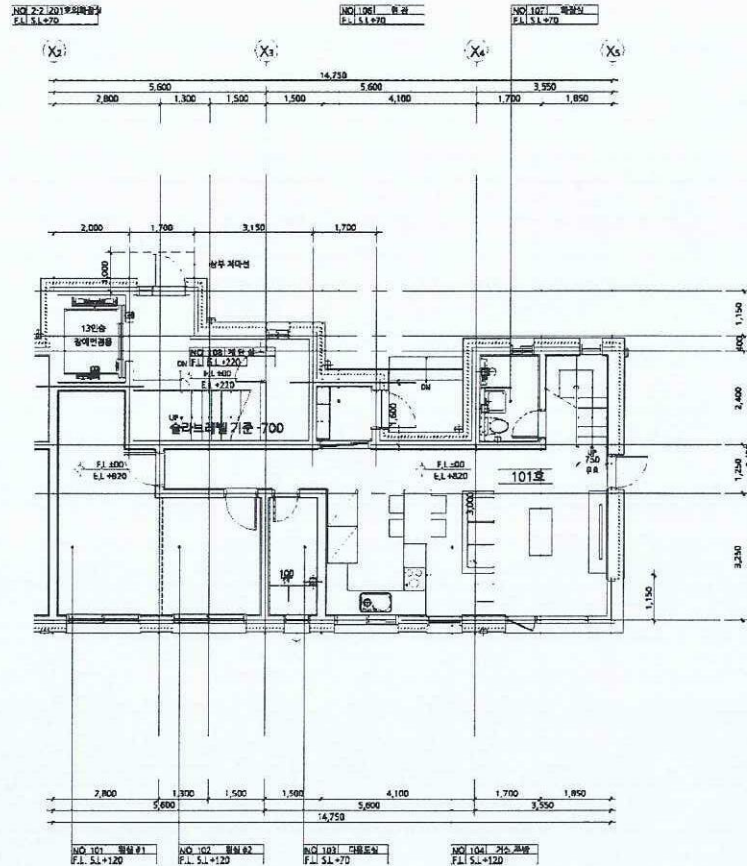 NO 2-2 201호의화장실
F.L S.L+70
NO 106 현 관
F.L S.L+70
NO 107 화장실
F.L S.L+70
X2
X3
X4
X5
14,750
5,600
5,600
3,550
2,800
1,300
1,500
1,500
4,100
1,700
1,850
2,000
1,700
3,150
1,700
3,000
상부 처마선
13인승
장애인겸용
NO 108 계 단 실
F.L S.L+220
DN
F.L ±00
E.L +220
UP
슬라브레벨 기준 -700
1,600
DN
1,150
600
2,400
1,250
3,250
F.L ±00
E.L +820
F.L ±00
E.L +820
101호
750
3,000
100
1,150
2,800
1,300
1,500
1,500
4,100
1,700
1,850
5,600
5,600
3,550
14,750
NO 101 침실 #1
F.L S.L+120
NO 102 침실 #2
F.L S.L+120
NO 103 다용도실
F.L S.L+70
NO 104 거실,주방
F.L S.L+120